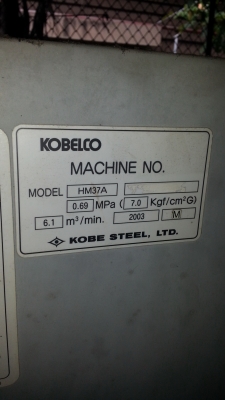 KOBELCO
MACHINE NO.
MODEL HM37A
0.69 MPa ( 7.0 Kgf/cm²G)
6.1 m³/min. 2003 M
KOBE STEEL, LTD.